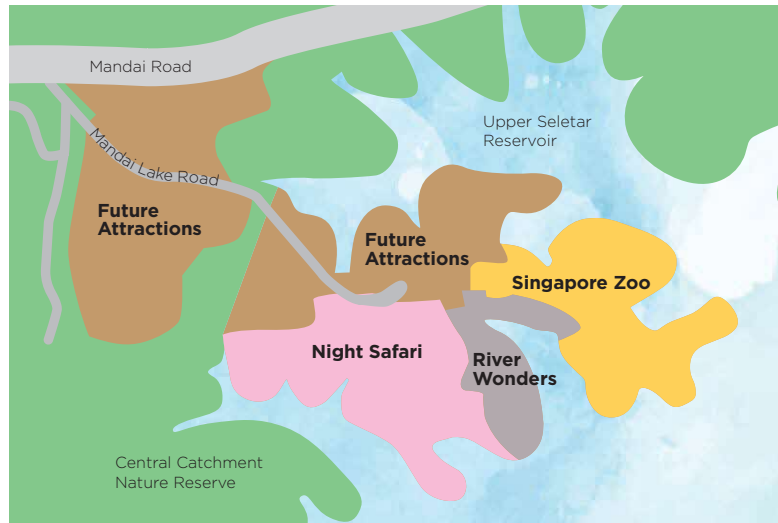 Mandai Road
Upper Seletar
Reservoir
Mandai Lake Road
Future
Attractions
Future
Attractions
Singapore Zoo
Night Safari
River
Wonders
Central Catchment
Nature Reserve